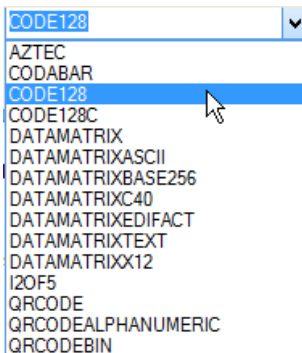 CODE128
AZTEC
CODABAR
CODE128
CODE128C
DATAMATRIX
DATAMATRIXASCII
DATAMATRIXBASE256
DATAMATRIXC40
DATAMATRIXEDIFACT
DATAMATRIXTEXT
DATAMATRIXX12
I2OF5
QRCODE
QRCODEALPHANUMERIC
QRCODEBIN